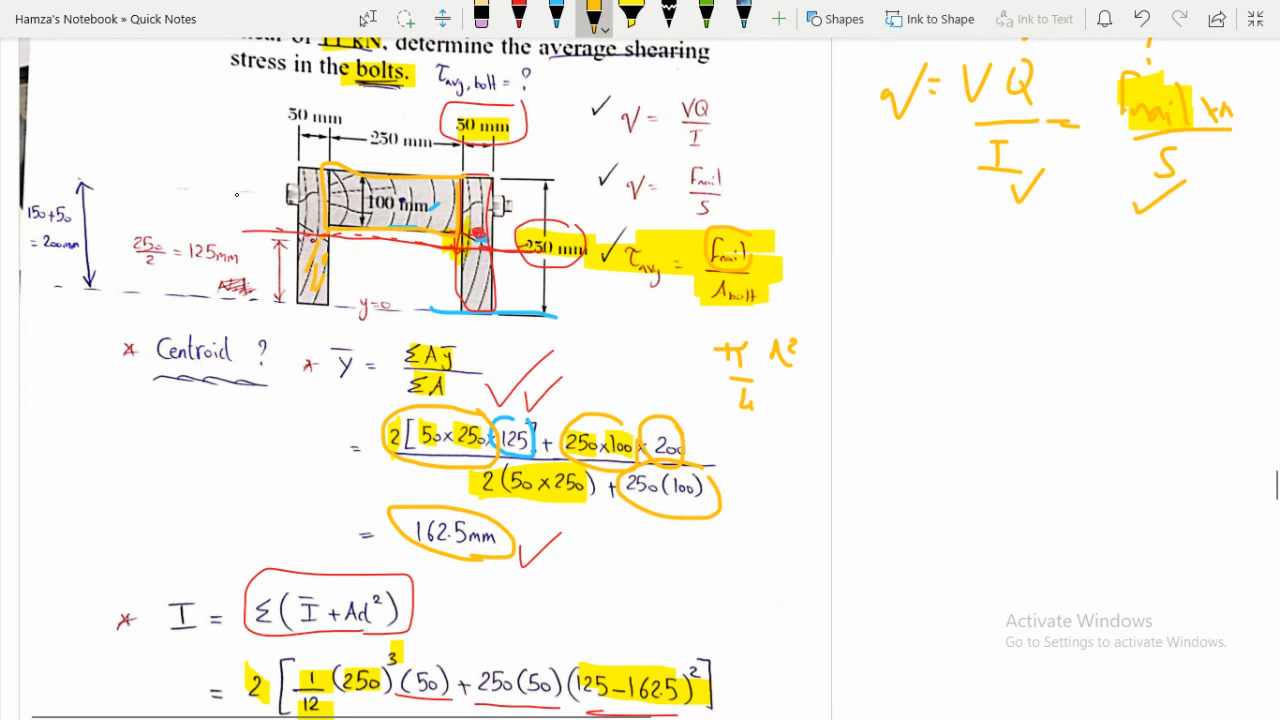 Hamza's Notebook » Quick Notes
Shapes
Ink to Shape
Ink to Text
11 kN, determine the average shearing
stress in the bolts.
τavg, bolt = ?
50 mm
250 mm
50 mm
100 mm
250 mm
150+50
= 200mm
250/2 = 125mm
y=0
q = VQ/I
q = Fnail/S
τavg = Fnail/Abolt
q = VQ/I = Fnail × n/S
π/4 d²
* Centroid ? * Y̅ = ΣAy̅/ΣA
= 2[50×250×125] + 250×100×200 / 2(50×250) + 250(100)
= 162.5mm
* I = Σ(I̅ + Ad²)
= 2 [1/12 (250)³(50) + 250(50)(125-162.5)²]
Activate Windows
Go to Settings to activate Windows.